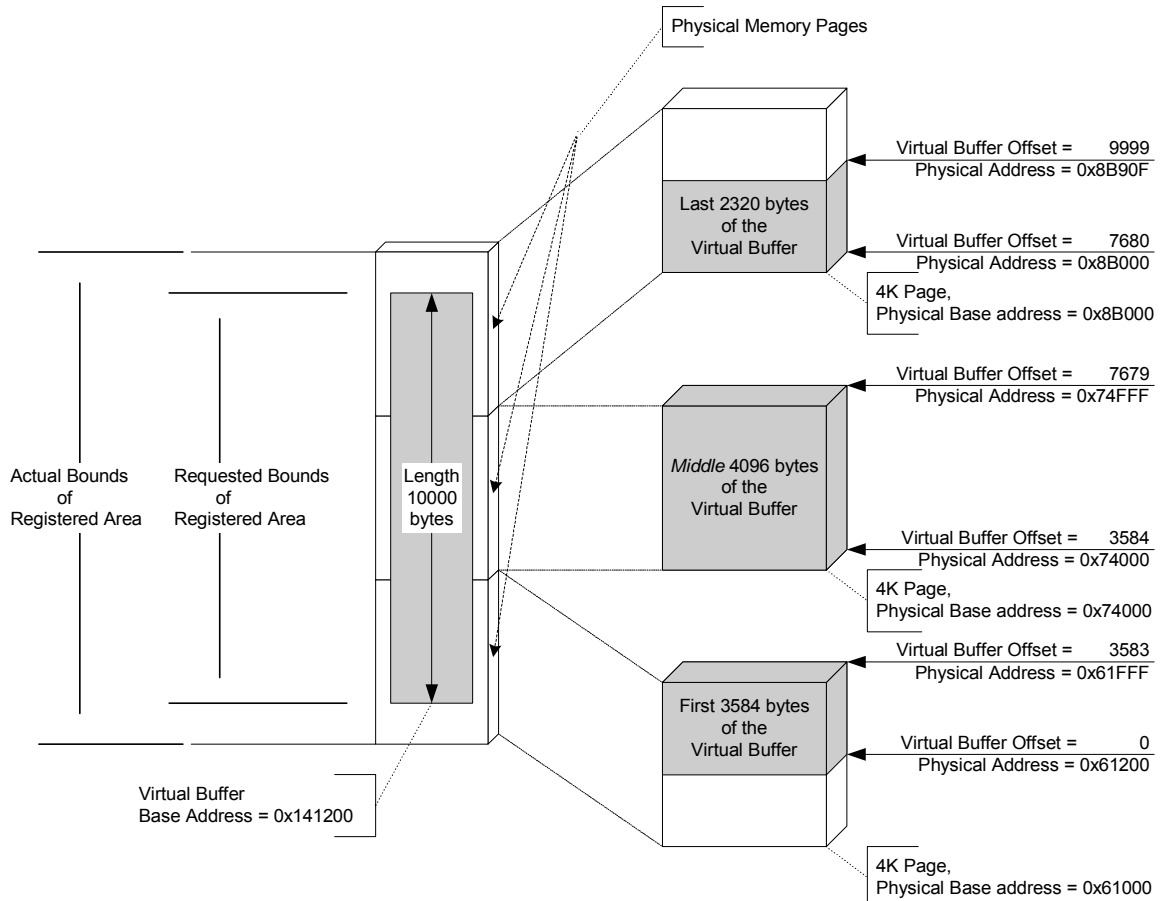 Physical Memory Pages
Virtual Buffer Offset = 9999
Physical Address = 0x8B90F
Last 2320 bytes
of the
Virtual Buffer
Virtual Buffer Offset = 7680
Physical Address = 0x8B000
4K Page,
Physical Base address = 0x8B000
Virtual Buffer Offset = 7679
Physical Address = 0x74FFF
Actual Bounds
of
Registered Area
Requested Bounds
of
Registered Area
Length
10000
bytes
Middle 4096 bytes
of the
Virtual Buffer
Virtual Buffer Offset = 3584
Physical Address = 0x74000
4K Page,
Physical Base address = 0x74000
Virtual Buffer Offset = 3583
Physical Address = 0x61FFF
First 3584 bytes
of the
Virtual Buffer
Virtual Buffer Offset = 0
Physical Address = 0x61200
Virtual Buffer
Base Address = 0x141200
4K Page,
Physical Base address = 0x61000